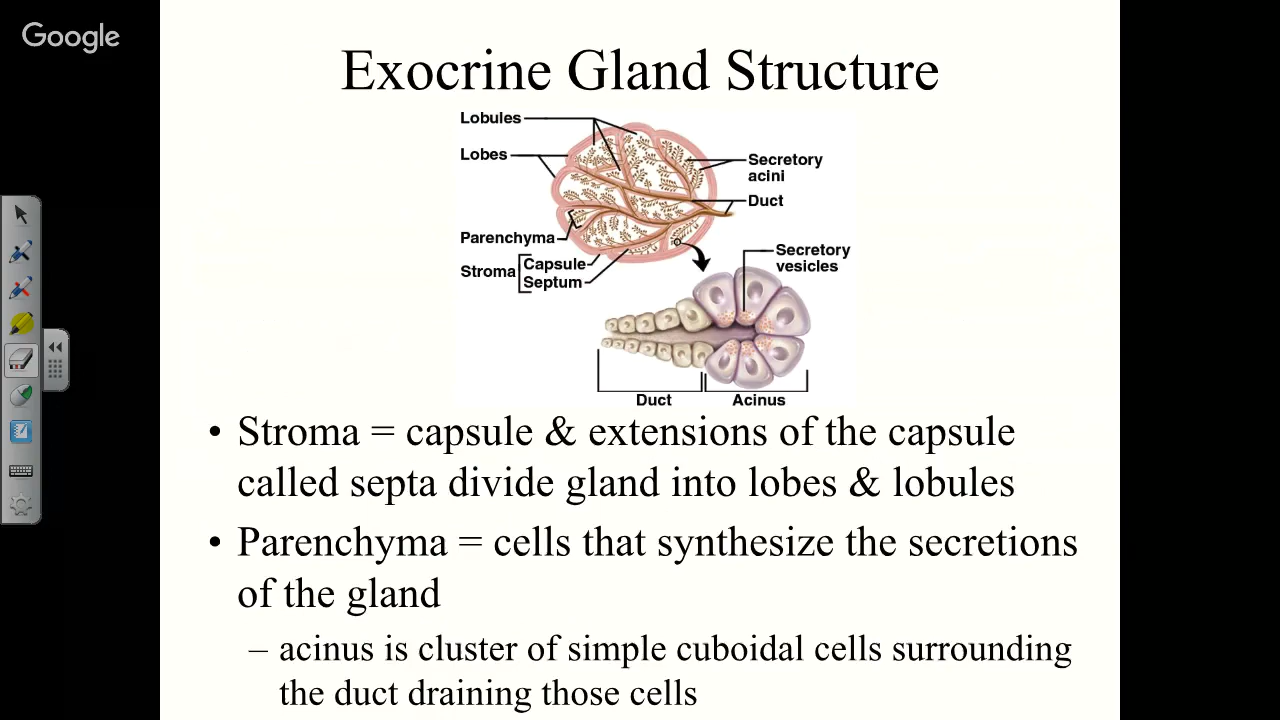 Google
Exocrine Gland Structure
Lobules
Lobes
Secretory
acini
Duct
Parenchyma
Stroma
Capsule
Septum
Secretory
vesicles
Duct
Acinus
• Stroma = capsule & extensions of the capsule
called septa divide gland into lobes & lobules
• Parenchyma = cells that synthesize the secretions
of the gland
– acinus is cluster of simple cuboidal cells surrounding
the duct draining those cells